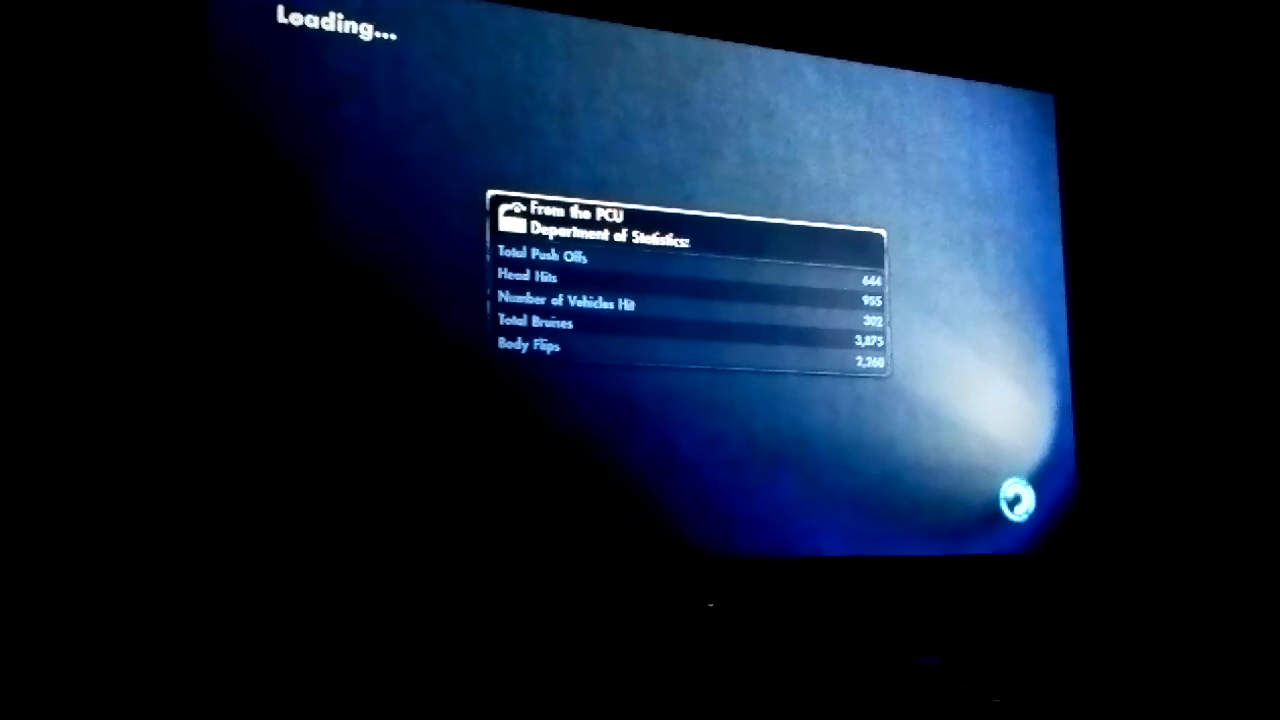 Loading...
From the PCU
Department of Statistics:
Total Push Offs 644
Head Hits 955
Number of Vehicles Hit 302
Total Bruises 3,875
Body Flips 2,260